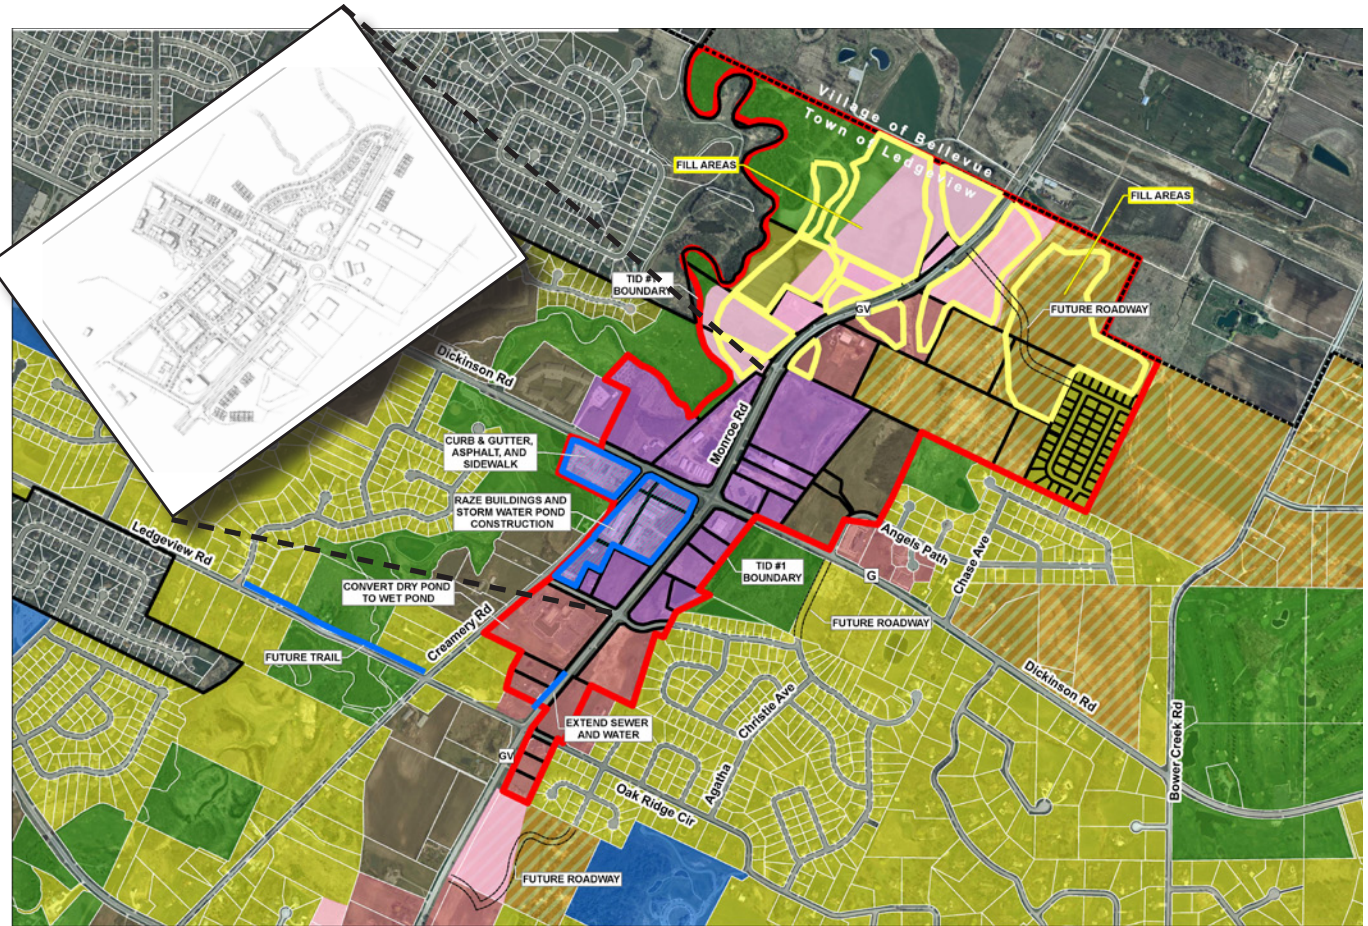 Village of Bellevue
Town of Ledgeview
FILL AREAS
FILL AREAS
TID #1
BOUNDARY
FUTURE ROADWAY
GV
Dickinson Rd
Monroe Rd
CURB & GUTTER,
ASPHALT, AND
SIDEWALK
RAZE BUILDINGS AND
STORM WATER POND
CONSTRUCTION
Ledgeview Rd
Angels Path
Chase Ave
TID #1
BOUNDARY
G
CONVERT DRY POND
TO WET POND
Creamery Rd
FUTURE ROADWAY
FUTURE TRAIL
Dickinson Rd
Christie Ave
EXTEND SEWER
AND WATER
GV
Agatha
Bower Creek Rd
Oak Ridge Cir
FUTURE ROADWAY